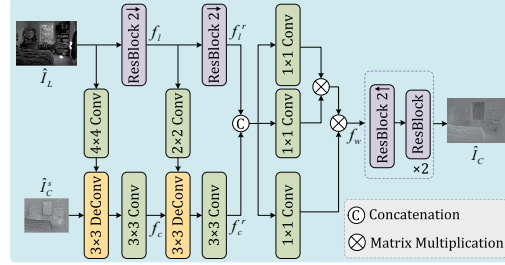 ResBlock 2↓
f_l
ResBlock 2↓
f_l^r
Î_L
4×4 Conv
2×2 Conv
1×1 Conv
1×1 Conv
1×1 Conv
C
f_w
ResBlock 2↑
ResBlock
×2
Î_C
Î_C^s
3×3 DeConv
3×3 Conv
f_c
3×3 DeConv
3×3 Conv
f_c^r
C Concatenation
Matrix Multiplication